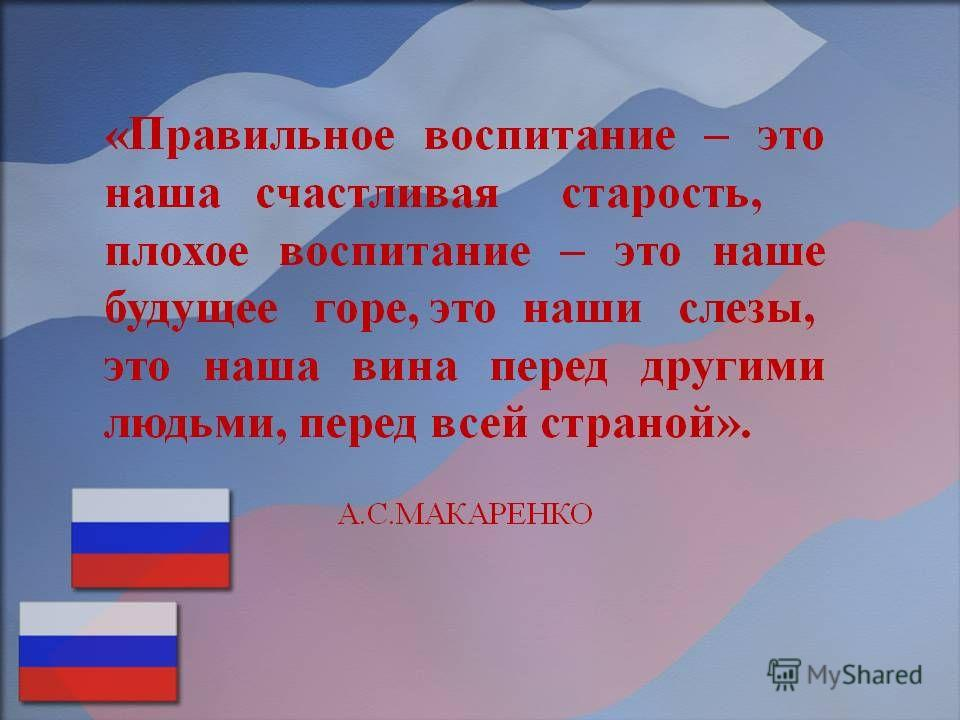 «Правильное воспитание – это
наша счастливая старость,
плохое воспитание – это наше
будущее горе, это наши слезы,
это наша вина перед другими
людьми, перед всей страной».
А.С.МАКАРЕНКО
MyShared